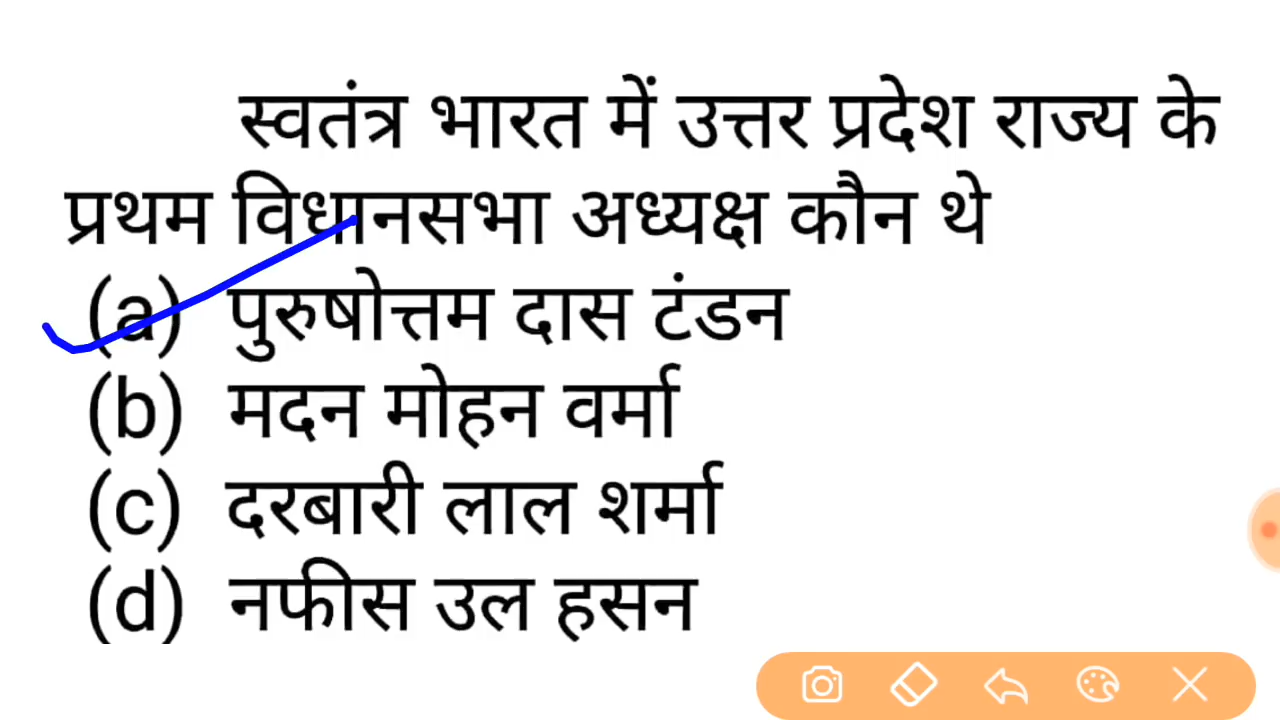 स्वतंत्र भारत में उत्तर प्रदेश राज्य के
प्रथम विधानसभा अध्यक्ष कौन थे
(a) पुरुषोत्तम दास टंडन
(b) मदन मोहन वर्मा
(c) दरबारी लाल शर्मा
(d) नफीस उल हसन